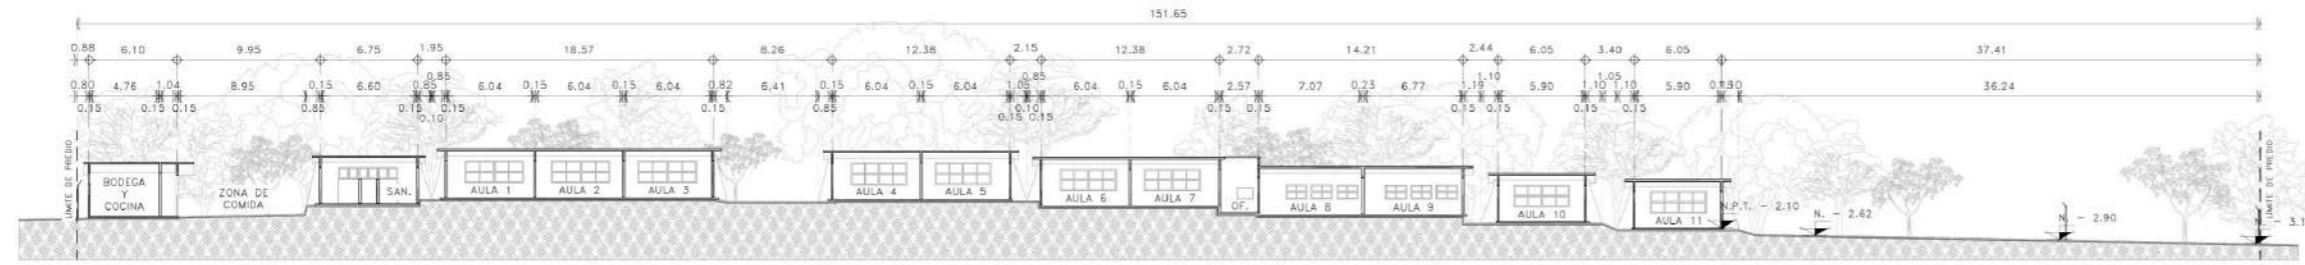 151.65
0.88 6.10 9.95 6.75 1.95 18.57 8.26 12.38 2.15 12.38 2.72 14.21 2.44 6.05 3.40 6.05 37.41
0.85 0.85 1.10 1.05
0.80 4.76 1.04 8.95 0.15 6.60 0.85 6.04 0.15 6.04 0.15 6.04 0.82 6.41 0.15 6.04 0.15 6.04 1.05 6.04 0.15 6.04 2.57 7.07 0.23 6.77 1.19 5.90 1.10 1.10 5.90 36.24
0.15 0.15 0.15 0.85 0.15 0.15 0.15 0.85 0.10 0.15 0.15 0.15 0.15 0.15 0.15
0.10 0.15 0.15
LÍMITE DE PREDIO
BODEGA
Y
COCINA
ZONA DE
COMIDA
SAN.
AULA 1
AULA 2
AULA 3
AULA 4
AULA 5
AULA 6
AULA 7
OF.
AULA 8
AULA 9
AULA 10
AULA 11
N.P.T. - 2.10
N. - 2.62
N. - 2.90
LÍMITE DE PREDIO
- 3.1